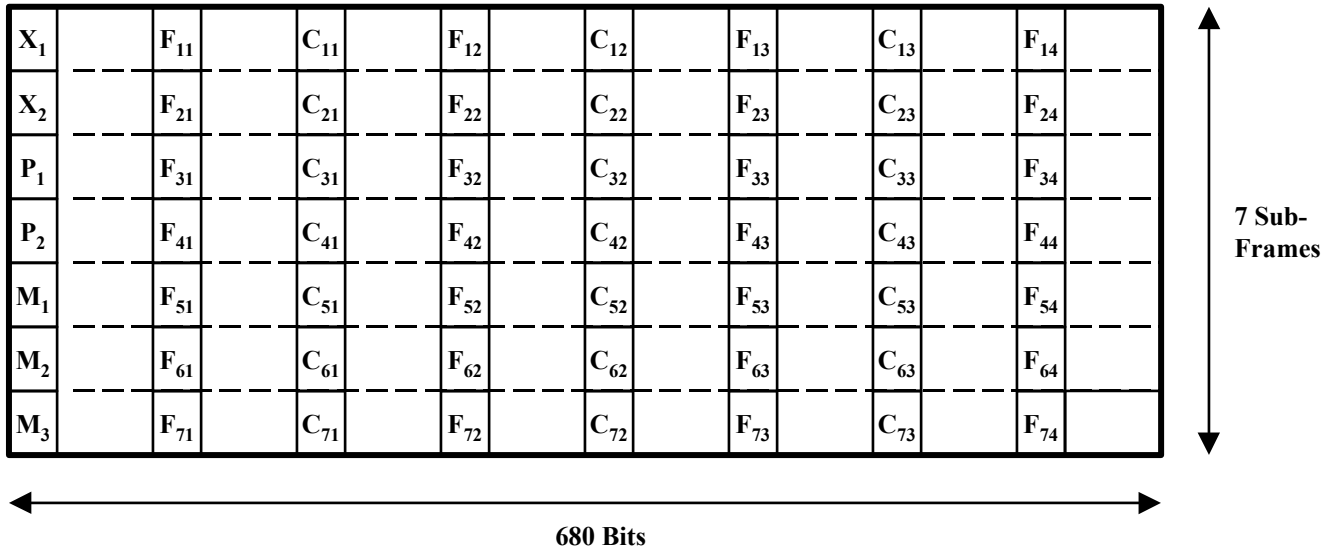 X₁ F₁₁ C₁₁ F₁₂ C₁₂ F₁₃ C₁₃ F₁₄
X₂ F₂₁ C₂₁ F₂₂ C₂₂ F₂₃ C₂₃ F₂₄
P₁ F₃₁ C₃₁ F₃₂ C₃₂ F₃₃ C₃₃ F₃₄
P₂ F₄₁ C₄₁ F₄₂ C₄₂ F₄₃ C₄₃ F₄₄
M₁ F₅₁ C₅₁ F₅₂ C₅₂ F₅₃ C₅₃ F₅₄
M₂ F₆₁ C₆₁ F₆₂ C₆₂ F₆₃ C₆₃ F₆₄
M₃ F₇₁ C₇₁ F₇₂ C₇₂ F₇₃ C₇₃ F₇₄
7 Sub-
Frames
680 Bits